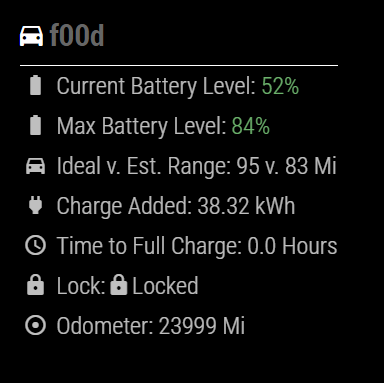 f00d
Current Battery Level: 52%
Max Battery Level: 84%
Ideal v. Est. Range: 95 v. 83 Mi
Charge Added: 38.32 kWh
Time to Full Charge: 0.0 Hours
Lock: Locked
Odometer: 23999 Mi